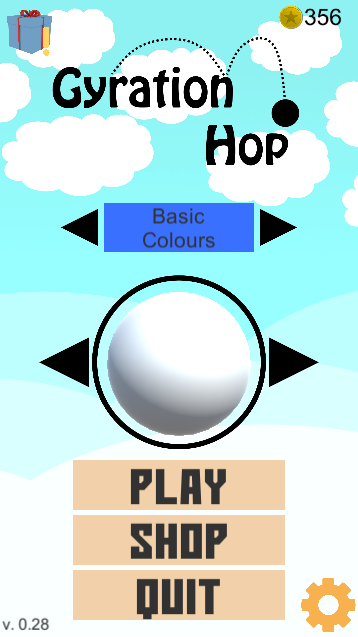 356
Gyration
Hop
Basic
Colours
PLAY
SHOP
QUIT
v. 0.28